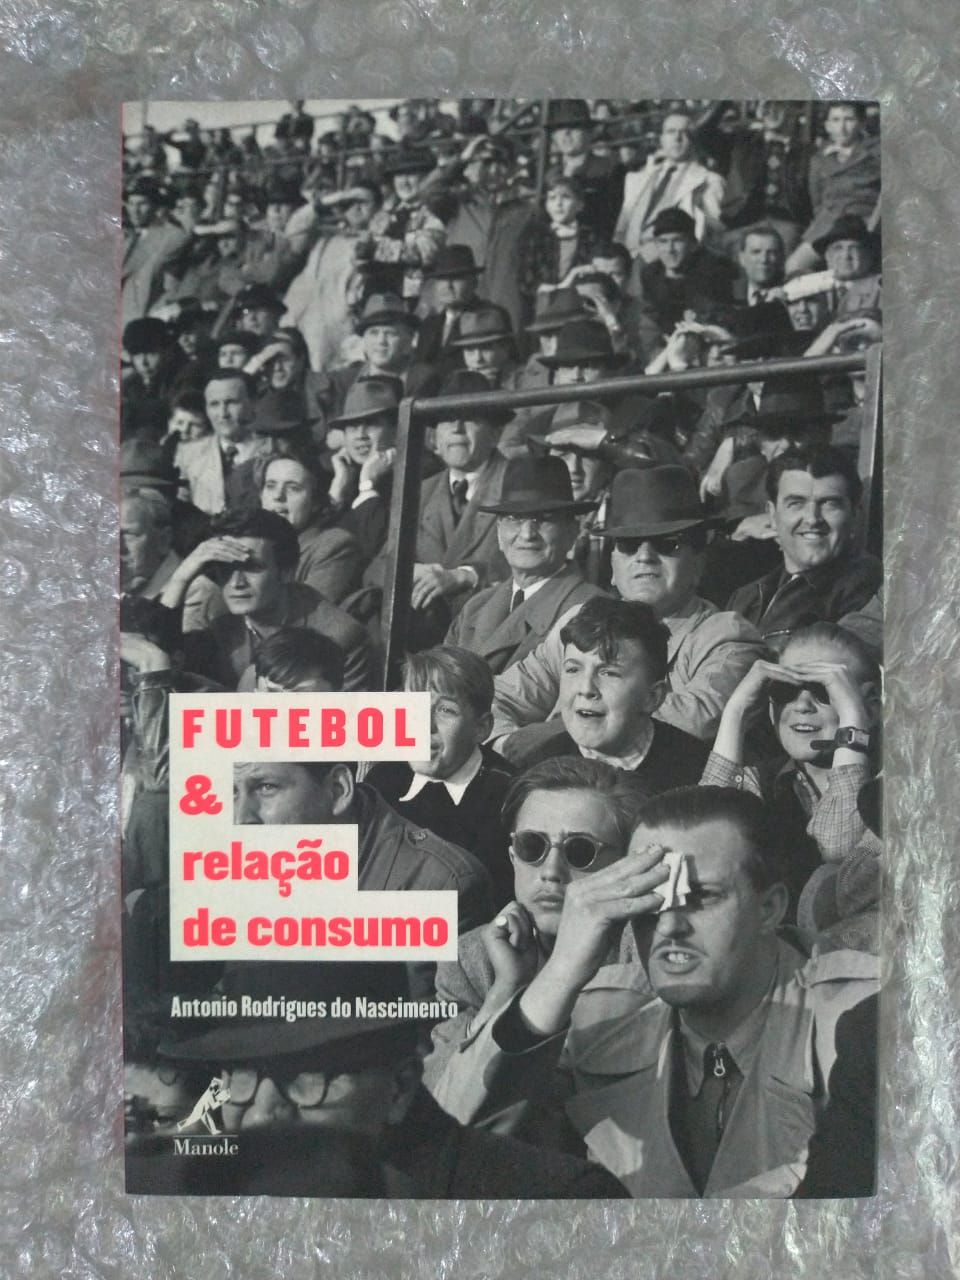 FUTEBOL
&
relação
de consumo
Antonio Rodrigues do Nascimento
Manole